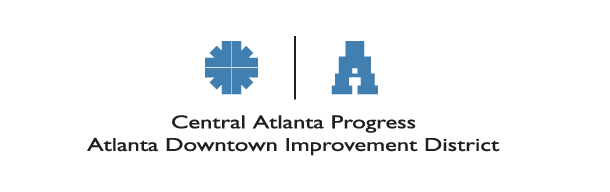 A
Central Atlanta Progress
Atlanta Downtown Improvement District